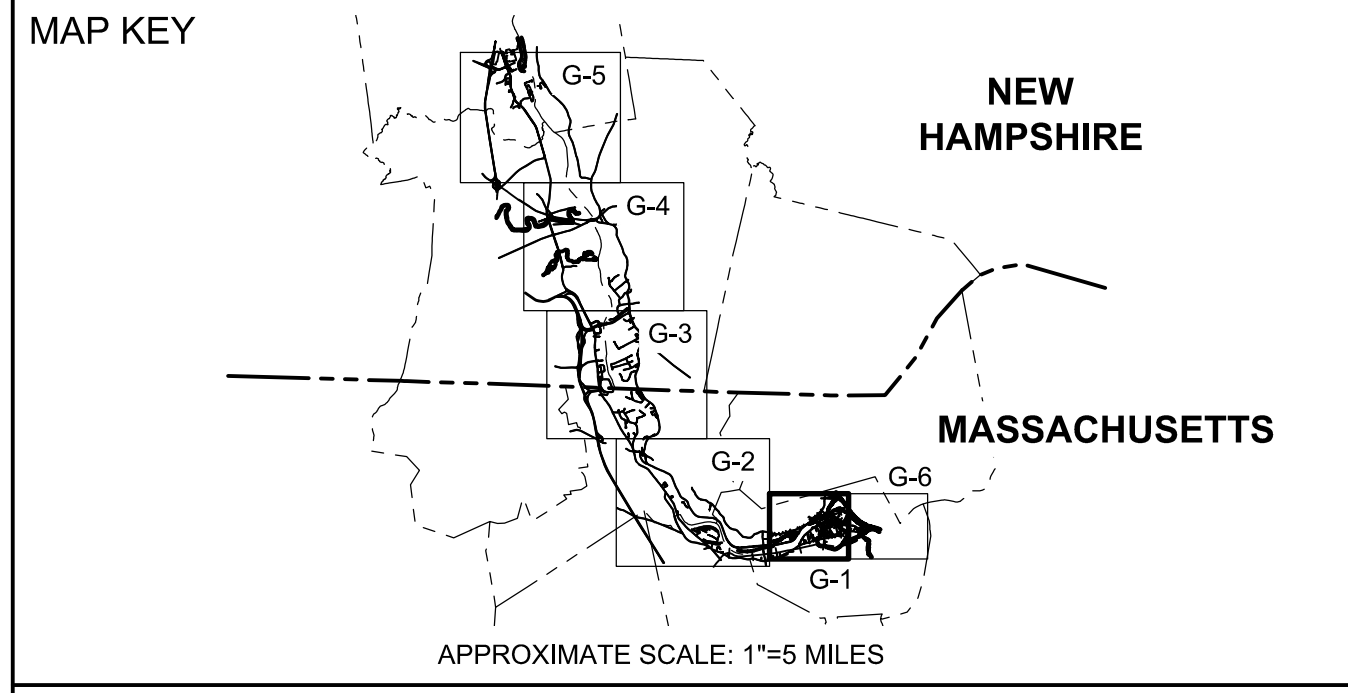 MAP KEY
G-5
NEW
HAMPSHIRE
G-4
G-3
MASSACHUSETTS
G-2
G-6
G-1
APPROXIMATE SCALE: 1"=5 MILES